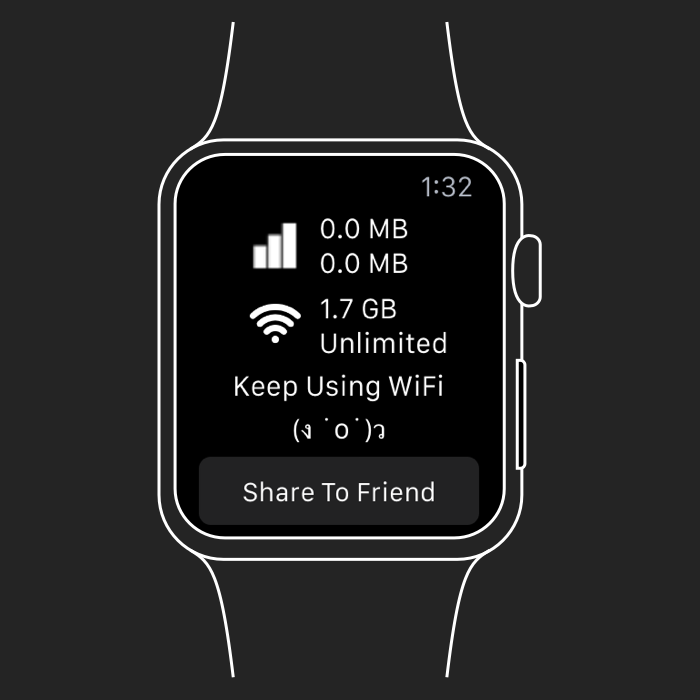 1:32
0.0 MB
0.0 MB
1.7 GB
Unlimited
Keep Using WiFi
(ง ˙o˙)ว
Share To Friend